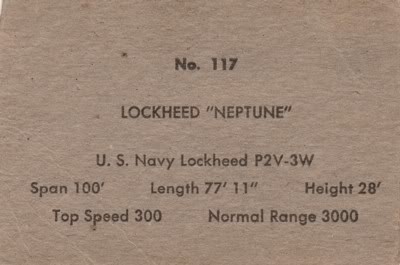 No. 117
LOCKHEED "NEPTUNE"
U. S. Navy Lockheed P2V-3W
Span 100' Length 77' 11" Height 28'
Top Speed 300 Normal Range 3000